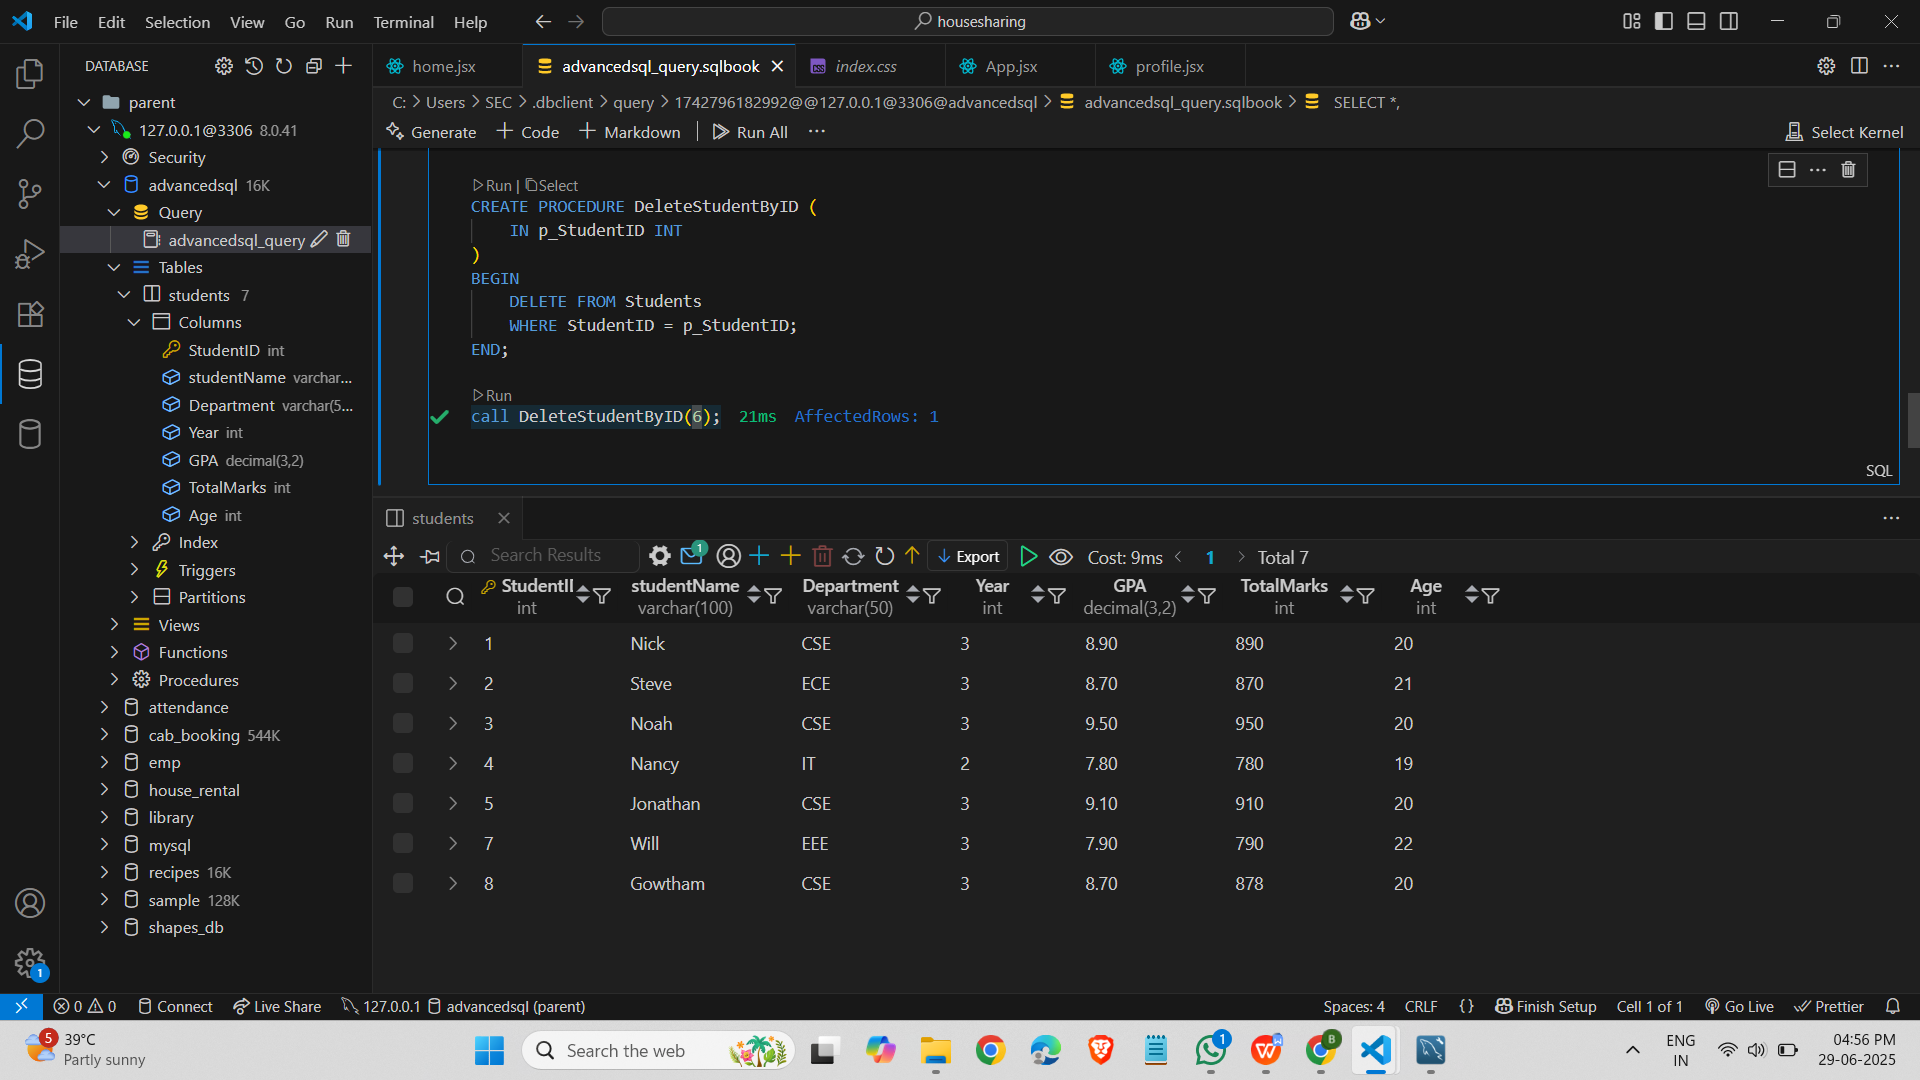 File Edit Selection View Go Run Terminal Help
housesharing
DATABASE
home.jsx
advancedsql_query.sqlbook
index.css
App.jsx
profile.jsx
C: > Users > SEC > .dbclient > query > 1742796182992@@127.0.0.1@3306@advancedsql > advancedsql_query.sqlbook > SELECT *,
Generate + Code + Markdown Run All ...
Select Kernel
parent
127.0.0.1@3306 8.0.41
Security
advancedsql 16K
Query
advancedsql_query
Tables
students 7
Columns
StudentID int
studentName varchar...
Department varchar(5...
Year int
GPA decimal(3,2)
TotalMarks int
Age int
Index
Triggers
Partitions
Views
Functions
Procedures
attendance
cab_booking 544K
emp
house_rental
library
mysql
recipes 16K
sample 128K
shapes_db
1
Run | Select
CREATE PROCEDURE DeleteStudentByID (
IN p_StudentID INT
)
BEGIN
DELETE FROM Students
WHERE StudentID = p_StudentID;
END;
Run
call DeleteStudentByID(6); 21ms AffectedRows: 1
SQL
students
Search Results 1 Export Cost: 9ms < 1 > Total 7
StudentI studentName Department Year GPA TotalMarks Age
int varchar(100) varchar(50) int decimal(3,2) int int
1 Nick CSE 3 8.90 890 20
2 Steve ECE 3 8.70 870 21
3 Noah CSE 3 9.50 950 20
4 Nancy IT 2 7.80 780 19
5 Jonathan CSE 3 9.10 910 20
7 Will EEE 3 7.90 790 22
8 Gowtham CSE 3 8.70 878 20
0 0 Connect Live Share 127.0.0.1 advancedsql (parent)
Spaces: 4 CRLF {} Finish Setup Cell 1 of 1 Go Live Prettier
5
39°C
Partly sunny
Search the web
1
B
ENG
IN
04:56 PM
29-06-2025